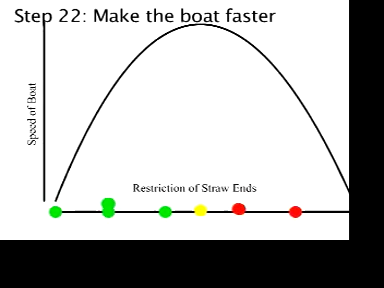 Step 22: Make the boat faster
Speed of Boat
Restriction of Straw Ends